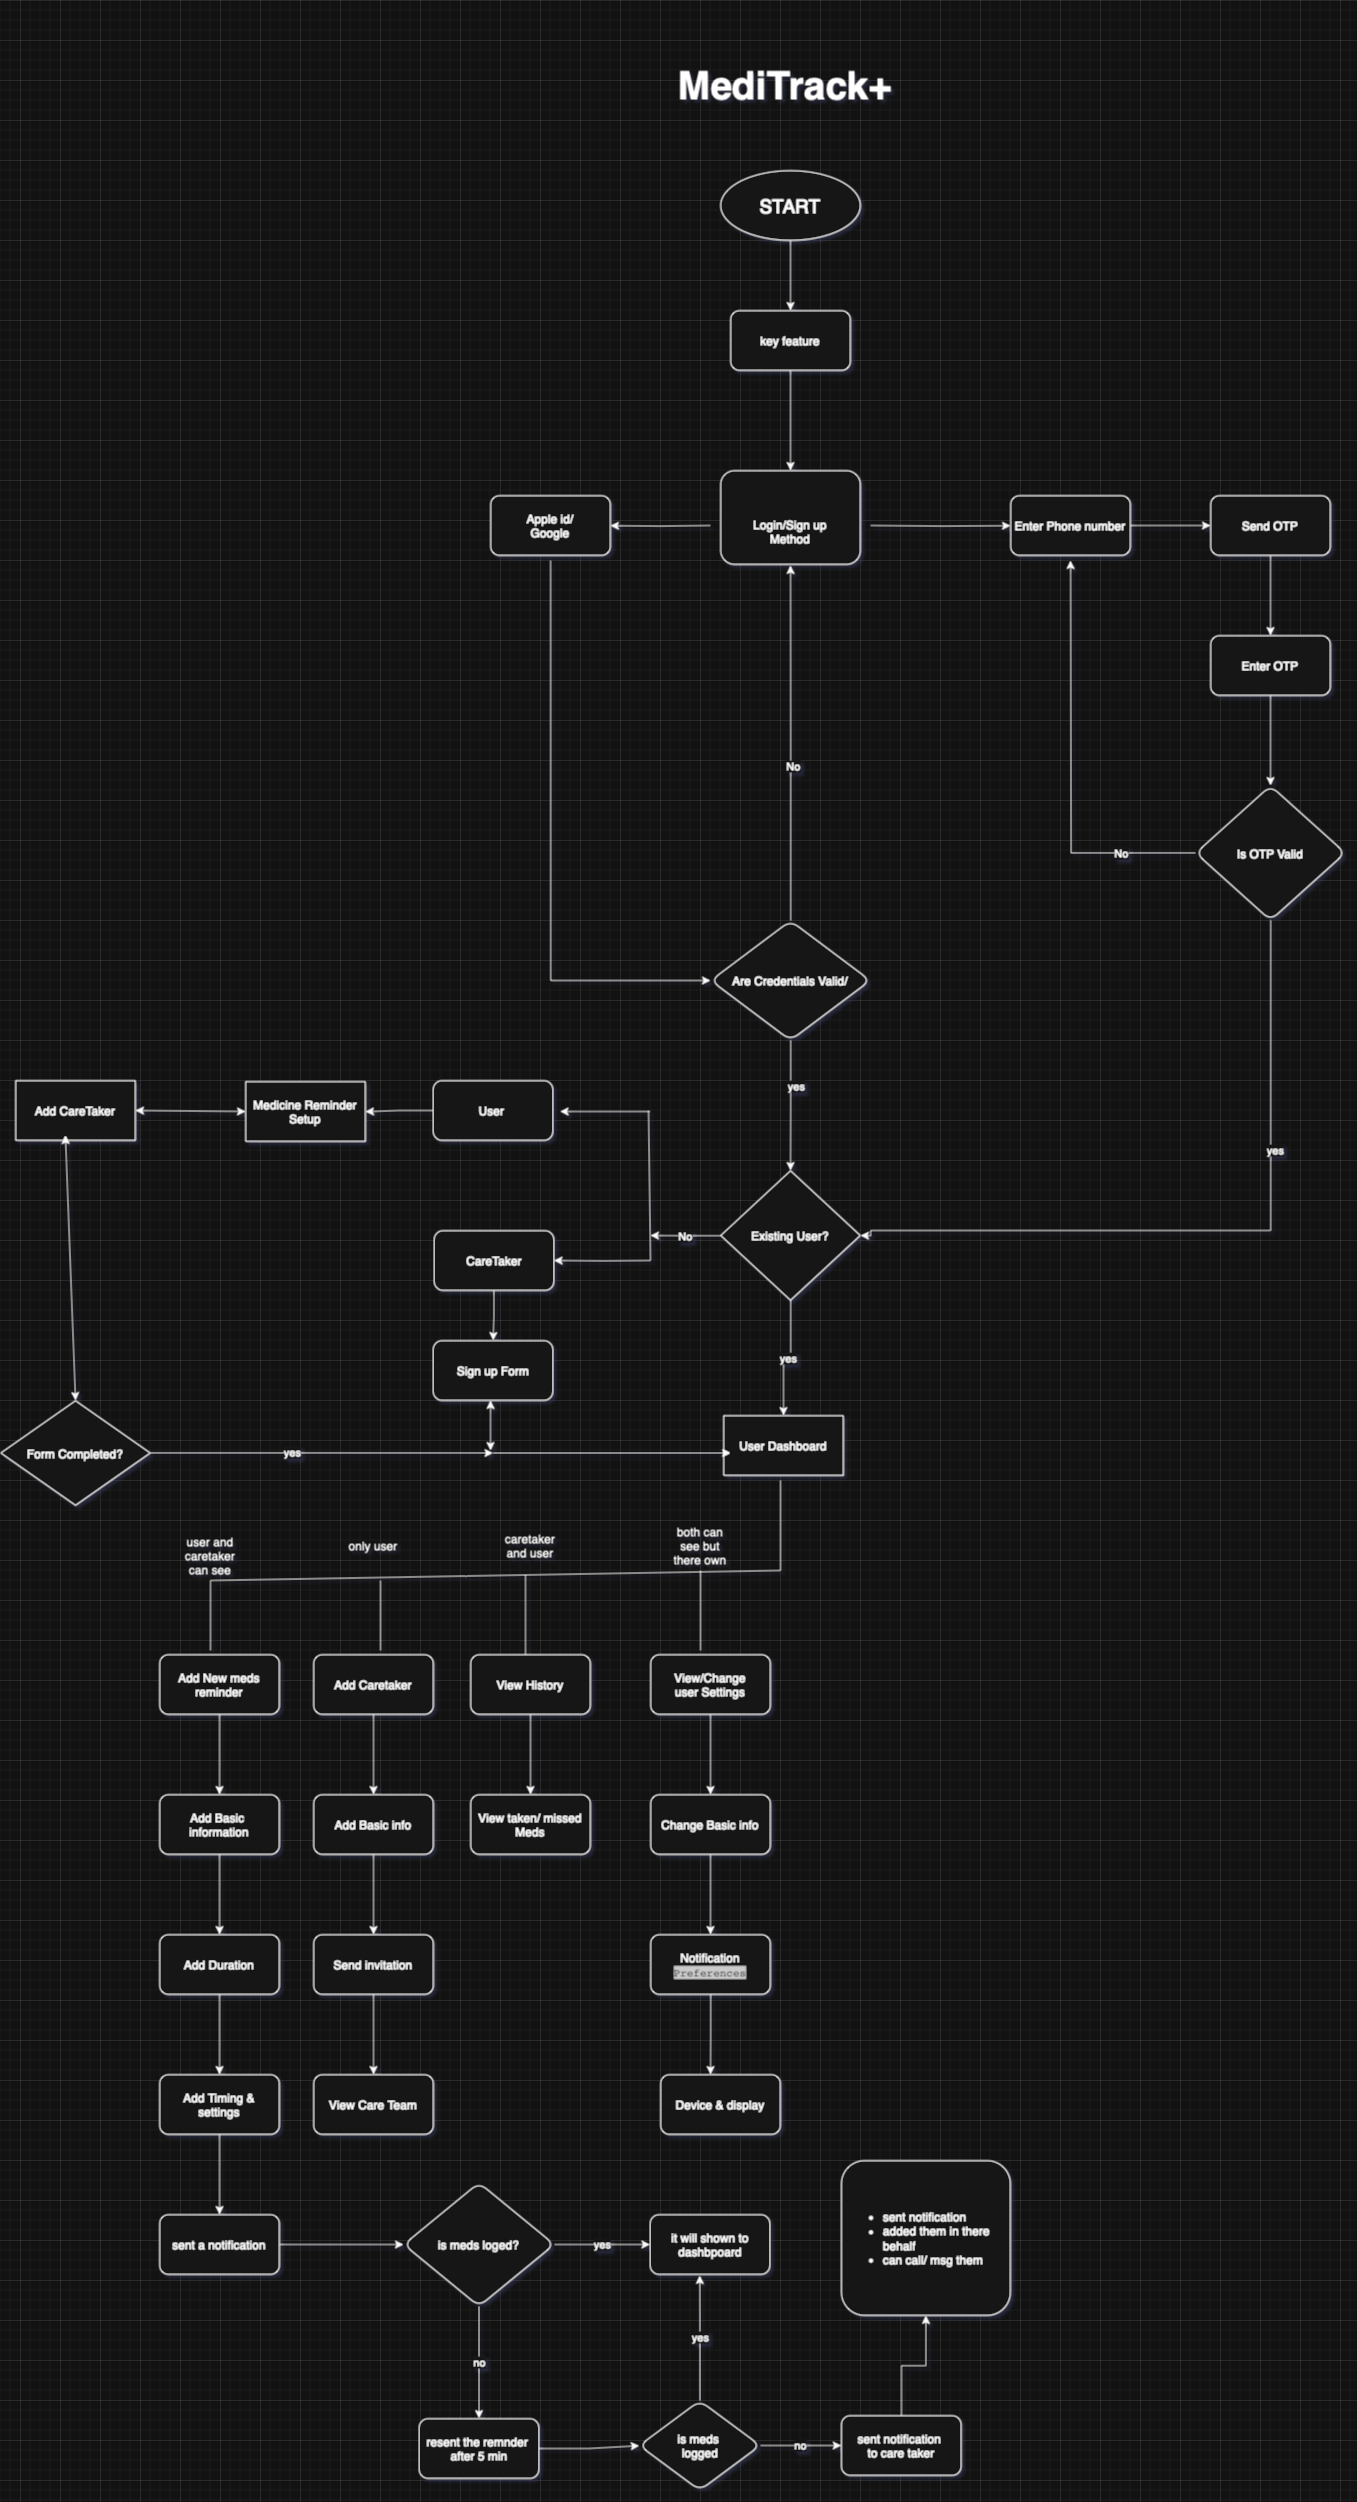 MediTrack+
START
key feature
Apple id/
Google
Login/Sign up
Method
Enter Phone number
Send OTP
Enter OTP
No
Is OTP Valid
No
Are Credentials Valid/
yes
Add CareTaker
Medicine Reminder
Setup
User
yes
Existing User?
No
CareTaker
Sign up Form
yes
User Dashboard
Form Completed?
yes
user and
caretaker
can see
only user
caretaker
and user
both can
see but
there own
Add New meds
reminder
Add Caretaker
View History
View/Change
user Settings
Add Basic
information
Add Basic info
View taken/ missed
Meds
Change Basic info
Add Duration
Send invitation
Notification
Preferences
Add Timing &
settings
View Care Team
Device & display
sent a notification
is meds loged?
yes
it will shown to
dashbpoard
sent notification
added them in there
behalf
can call/ msg them
no
yes
resent the remnder
after 5 min
is meds
logged
no
sent notification
to care taker